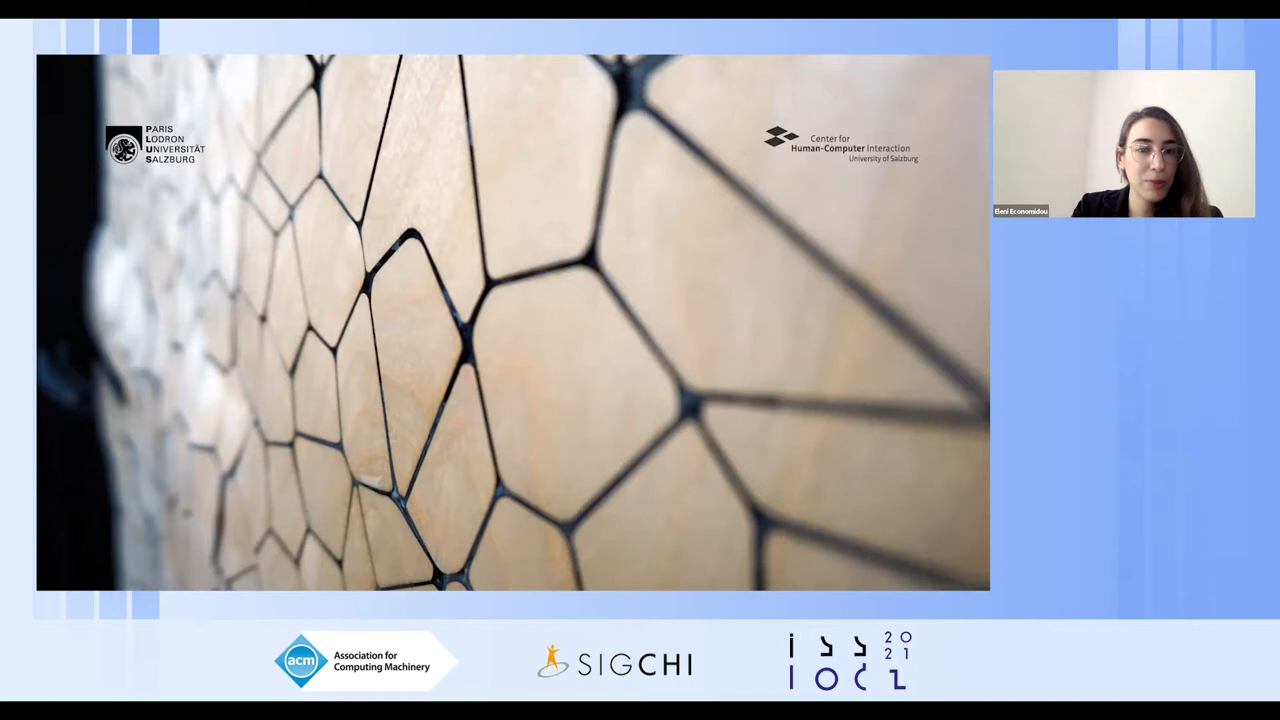 PARIS
LODRON
UNIVERSITÄT
SALZBURG
Center for
Human-Computer Interaction
University of Salzburg
Eleni Economidou
acm
Association for
Computing Machinery
SIGCHI
iss 20
21